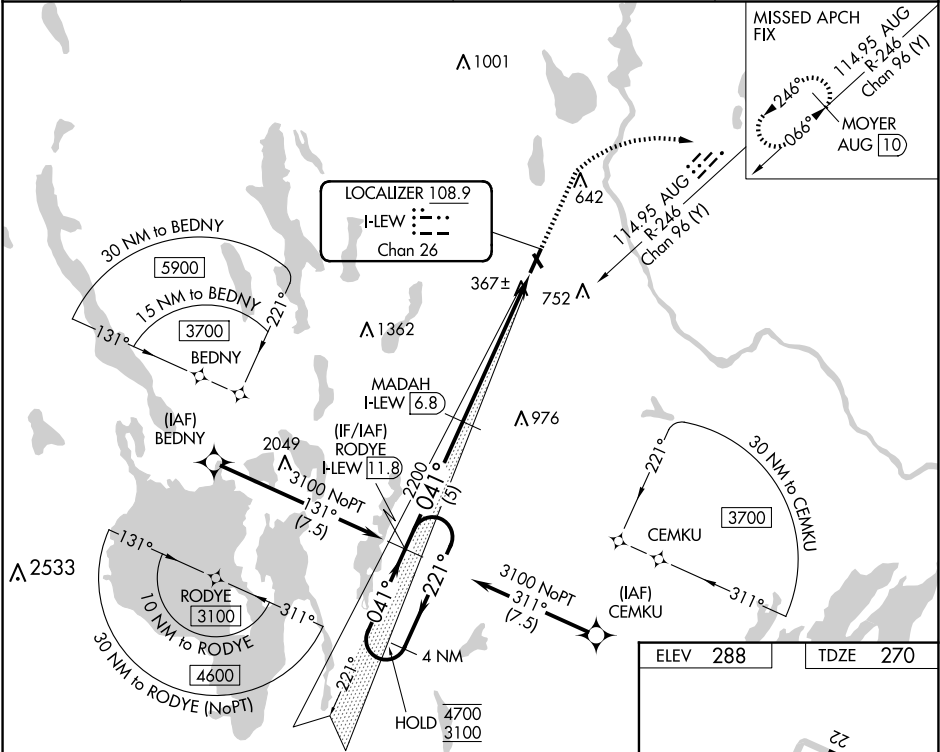 MISSED APCH
FIX
114.95 AUG
R-246
Chan 96 (Y)
246°
066°
MOYER
AUG 10
1001
LOCALIZER 108.9
I-LEW
Chan 26
642
114.95 AUG
R-246
Chan 96 (Y)
367±
752
30 NM to BEDNY
5900
15 NM to BEDNY
3700
131°
221°
BEDNY
1362
MADAH
I-LEW 6.8
976
(IAF)
BEDNY
2049
(IF/IAF)
RODYE
I-LEW 11.8
3100 NoPT
131°
(7.5)
2200
041°
(5)
221°
30 NM to CEMKU
3700
CEMKU
311°
2533
131°
RODYE
3100
311°
10 NM to RODYE
4600
30 NM to RODYE (NoPT)
041°
221°
3100 NoPT
311°
(7.5)
(IAF)
CEMKU
4 NM
221°
HOLD
4700
3100
ELEV 288
TDZE 270
22